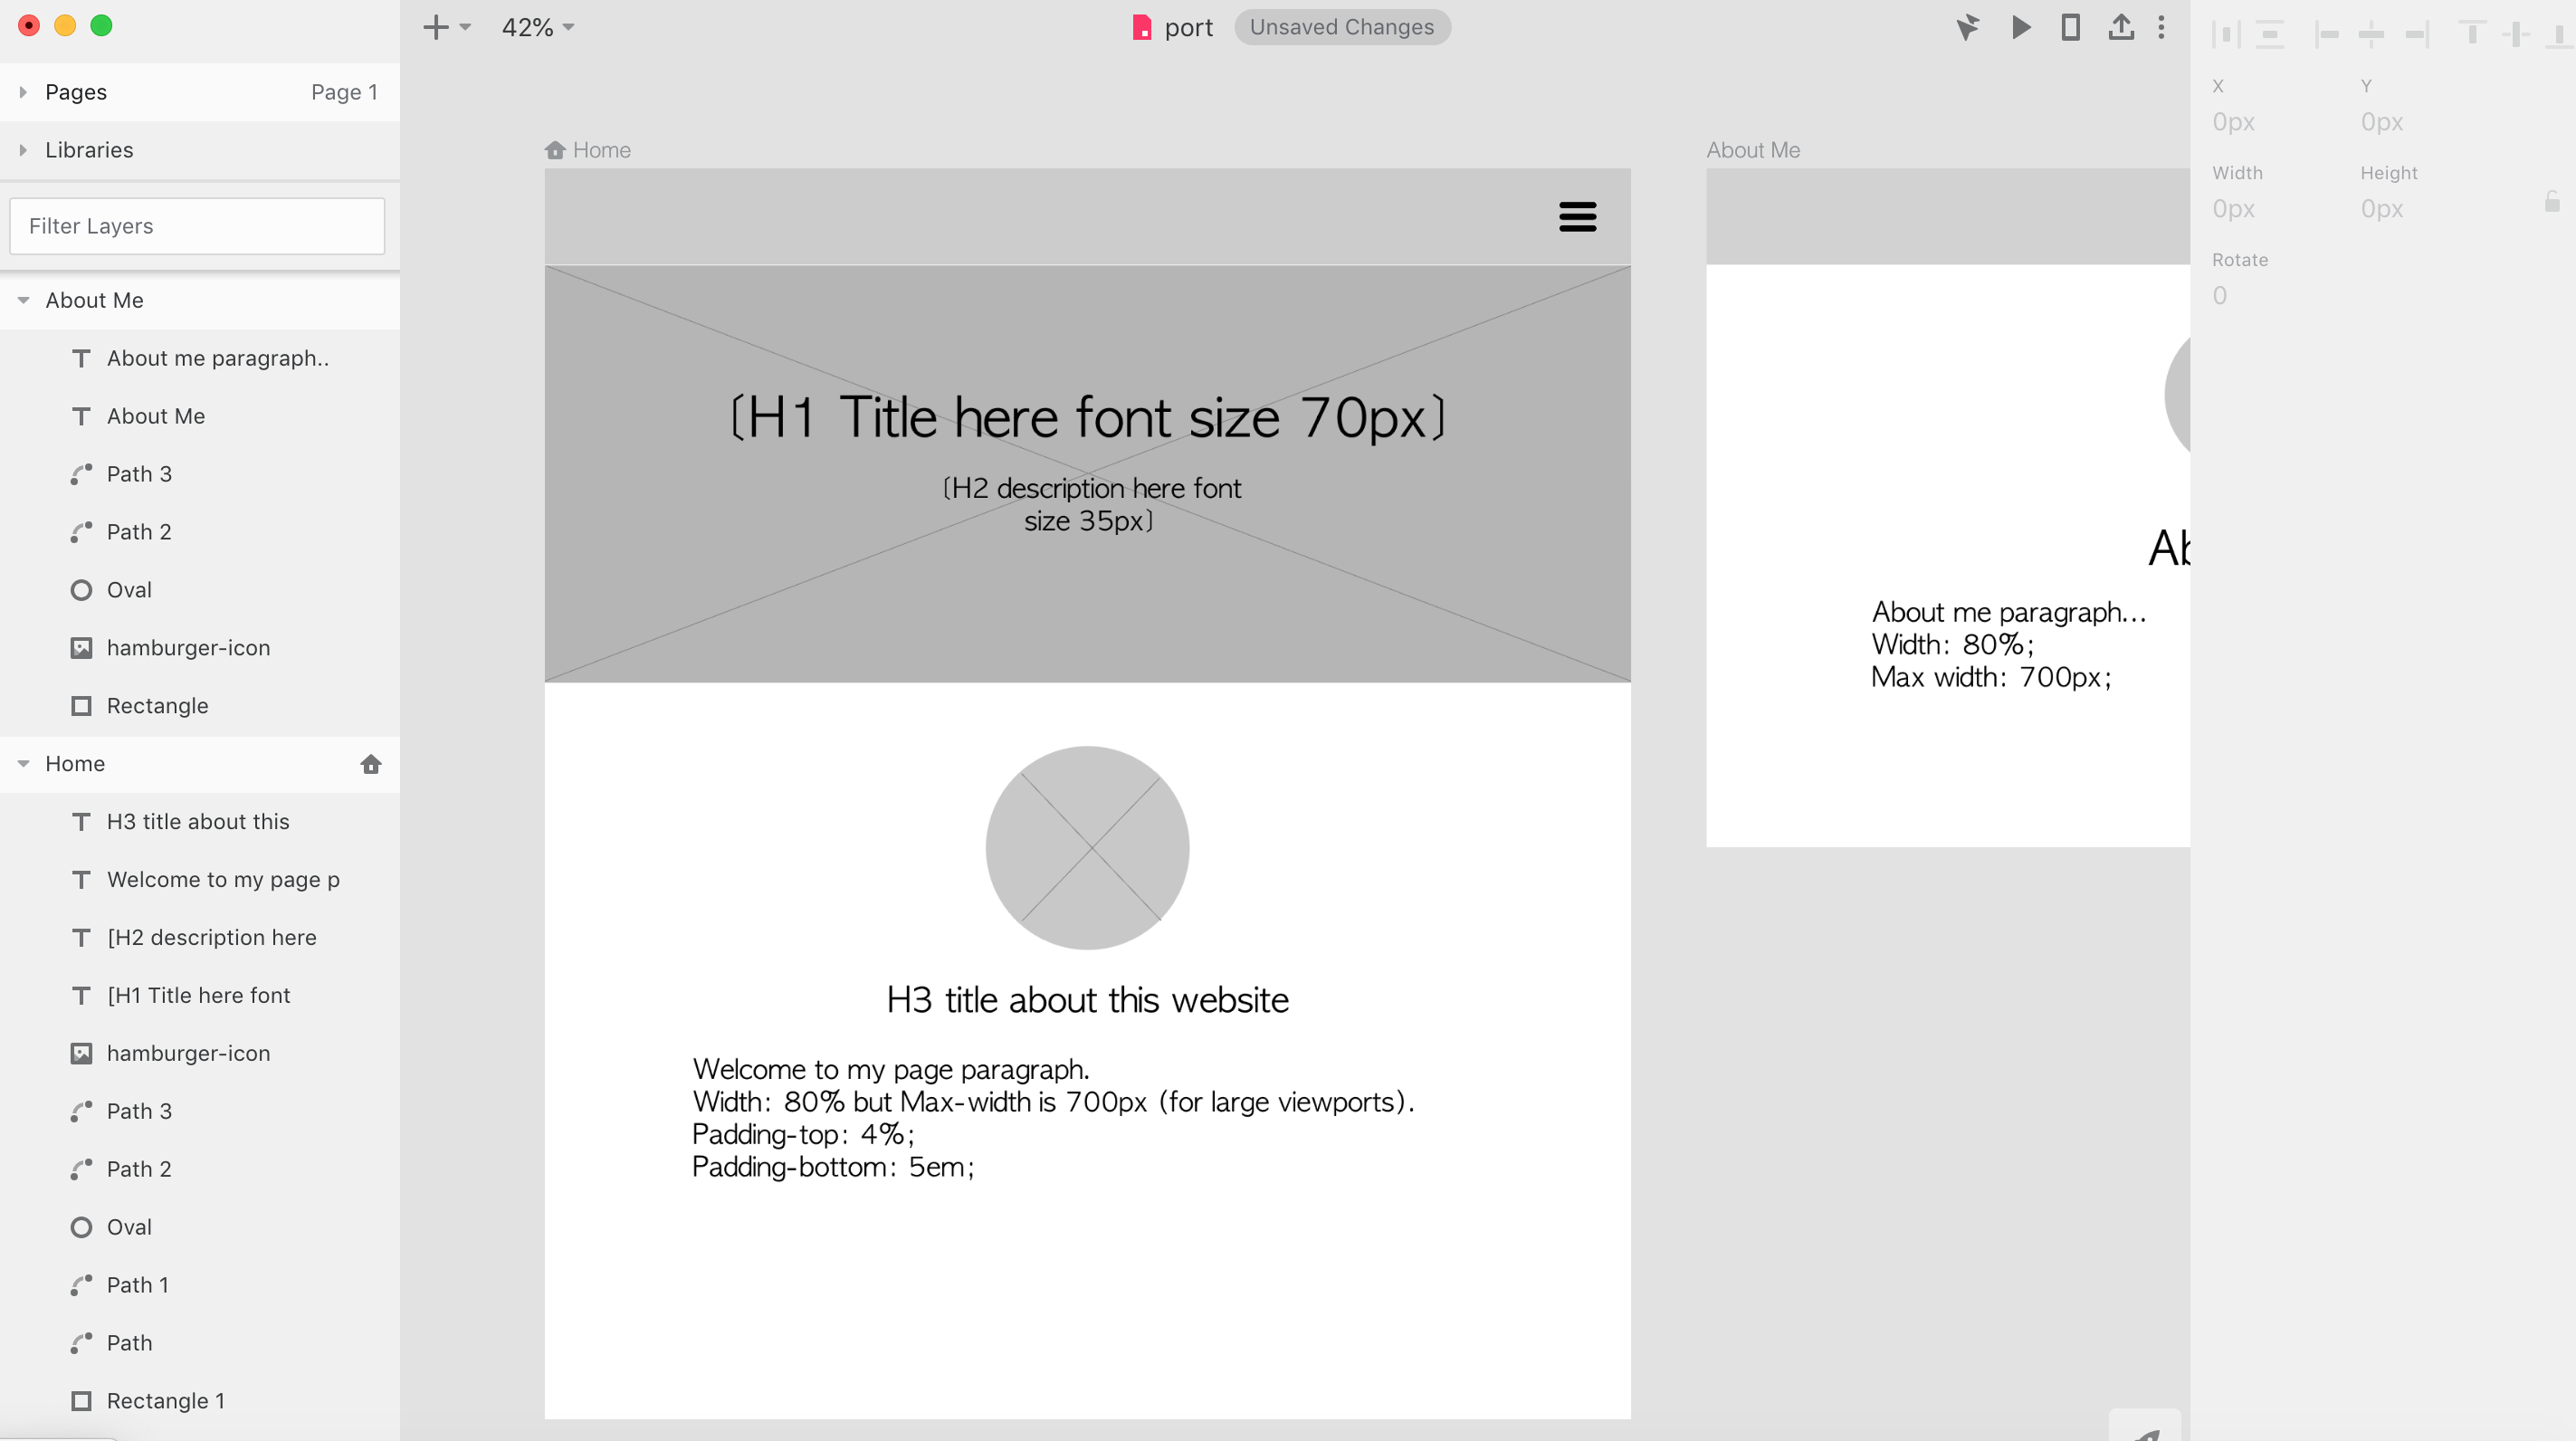 42%
port
Unsaved Changes
Pages
Page 1
Libraries
Filter Layers
About Me
About me paragraph..
About Me
Path 3
Path 2
Oval
hamburger-icon
Rectangle
Home
H3 title about this
Welcome to my page p
[H2 description here
[H1 Title here font
hamburger-icon
Path 3
Path 2
Oval
Path 1
Path
Rectangle 1
Home
[H1 Title here font size 70px]
[H2 description here font
size 35px]
H3 title about this website
Welcome to my page paragraph.
Width: 80% but Max-width is 700px (for large viewports).
Padding-top: 4%;
Padding-bottom: 5em;
About Me
Ab
About me paragraph...
Width: 80%;
Max width: 700px;
X
Y
0px
0px
Width
Height
0px
0px
Rotate
0